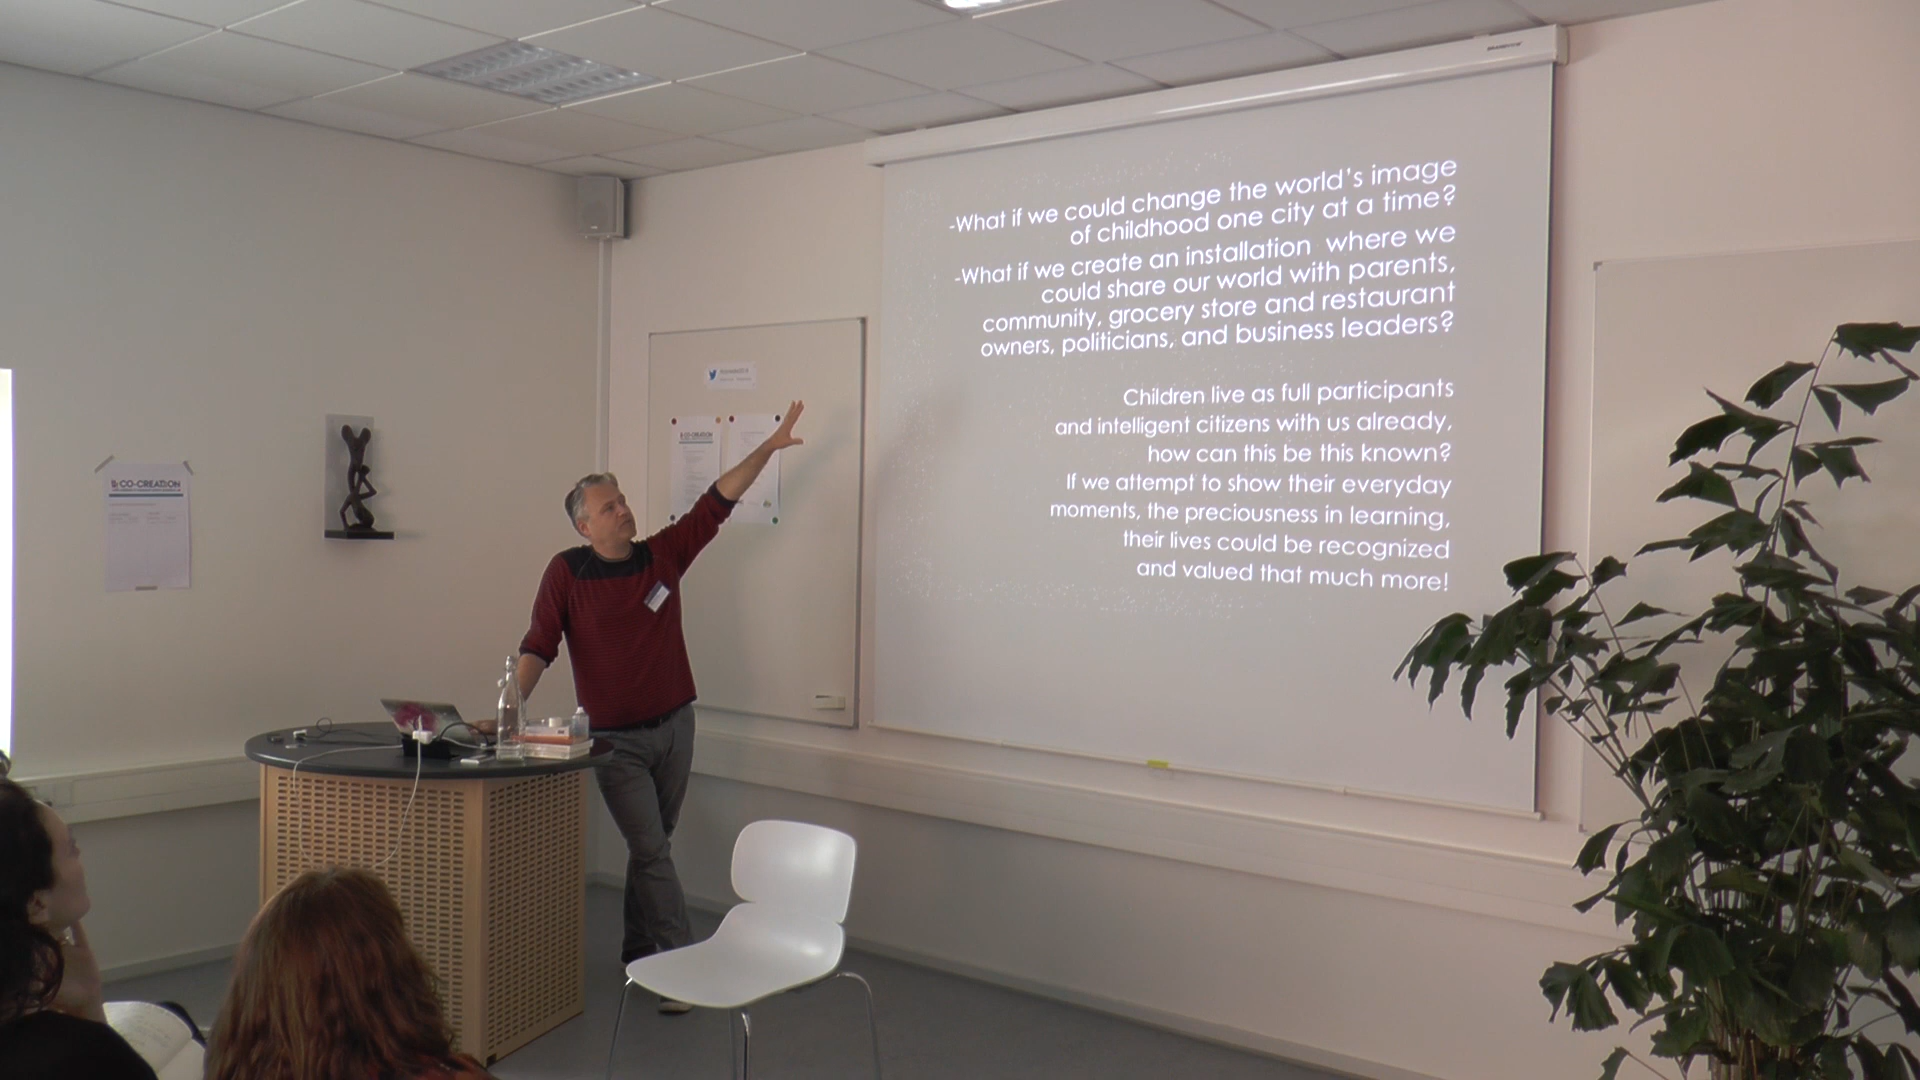 -What if we could change the world's image
of childhood one city at a time?
-What if we create an installation where we
could share our world with parents,
community, grocery store and restaurant
owners, politicians, and business leaders?
Children live as full participants
and intelligent citizens with us already,
how can this be this known?
If we attempt to show their everyday
moments, the preciousness in learning,
their lives could be recognized
and valued that much more!
CO-CREATION
CO-CREATION